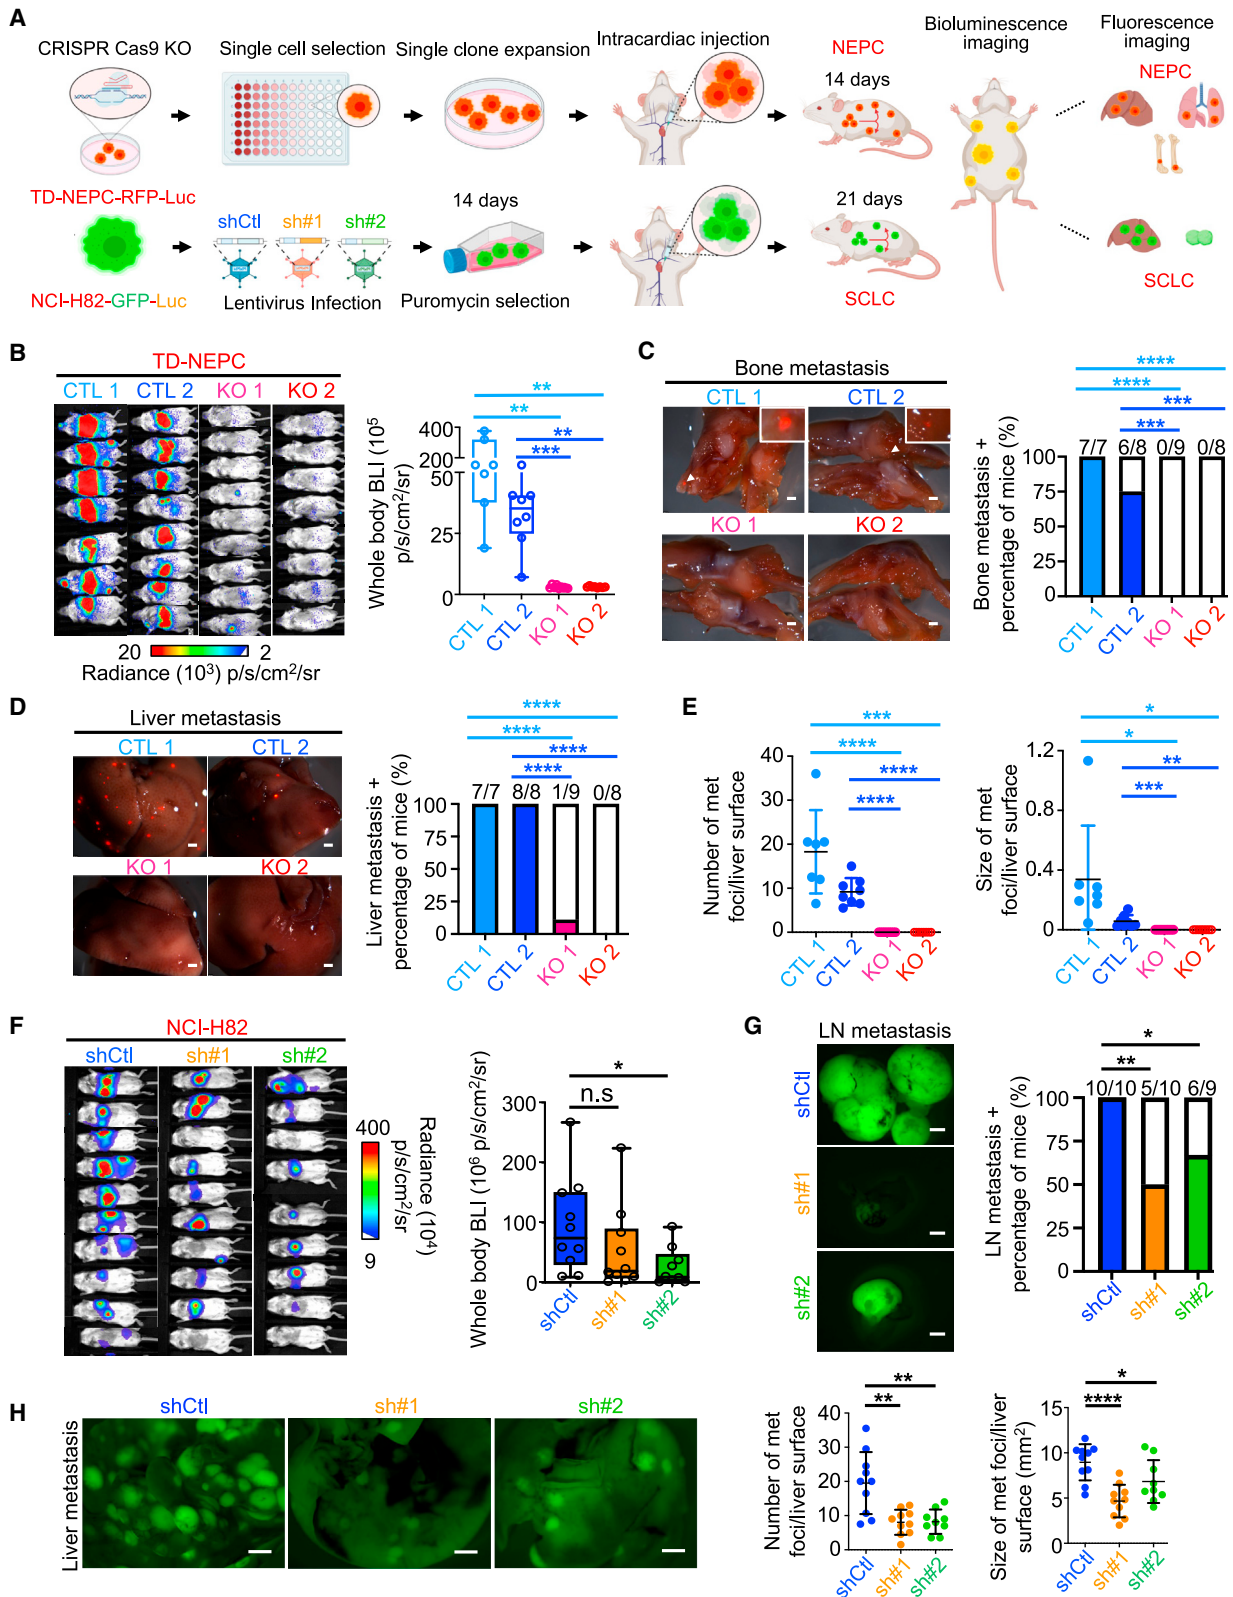 A
CRISPR Cas9 KO
Single cell selection
Single clone expansion
Intracardiac injection
NEPC
14 days
Bioluminescence
imaging
Fluorescence
imaging
NEPC
TD-NEPC-RFP-Luc
shCtl
sh#1
sh#2
14 days
21 days
NCI-H82-GFP-Luc
Lentivirus Infection
Puromycin selection
SCLC
SCLC
B
TD-NEPC
CTL 1
CTL 2
KO 1
KO 2
20
2
Radiance (10³) p/s/cm²/sr
Whole body BLI (10⁵
p/s/cm²/sr)
400
200
50
25
0
**
**
**
***
CTL 1
CTL 2
KO 1
KO 2
C
Bone metastasis
CTL 1
CTL 2
KO 1
KO 2
Bone metastasis +
percentage of mice (%)
****
****
***
***
7/7
6/8
0/9
0/8
100
75
50
25
0
CTL 1
CTL 2
KO 1
KO 2
D
Liver metastasis
CTL 1
CTL 2
KO 1
KO 2
Liver metastasis +
percentage of mice (%)
****
****
****
****
7/7
8/8
1/9
0/8
100
75
50
25
0
CTL 1
CTL 2
KO 1
KO 2
E
Number of met
foci/liver surface
***
****
****
****
40
30
20
10
0
CTL 1
CTL 2
KO 1
KO 2
Size of met
foci/liver surface
*
*
**
***
1.2
0.8
0.4
0
CTL 1
CTL 2
KO 1
KO 2
F
NCI-H82
shCtl
sh#1
sh#2
400
9
Radiance (10⁴)
p/s/cm²/sr
Whole body BLI (10⁶ p/s/cm²/sr)
*
n.s
300
200
100
0
shCtl
sh#1
sh#2
G
LN metastasis
shCtl
sh#1
sh#2
LN metastasis +
percentage of mice (%)
*
**
10/10
5/10
6/9
100
75
50
25
0
shCtl
sh#1
sh#2
H
Liver metastasis
shCtl
sh#1
sh#2
Number of met
foci/liver surface
**
**
40
30
20
10
0
shCtl
sh#1
sh#2
Size of met foci/liver
surface (mm²)
*
****
15
10
5
0
shCtl
sh#1
sh#2